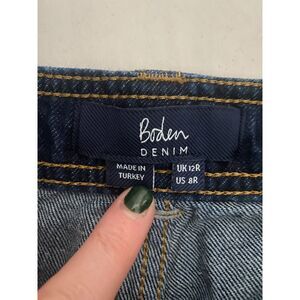 Boden
DENIM
MADE IN
TURKEY
UK 12R
US 8R